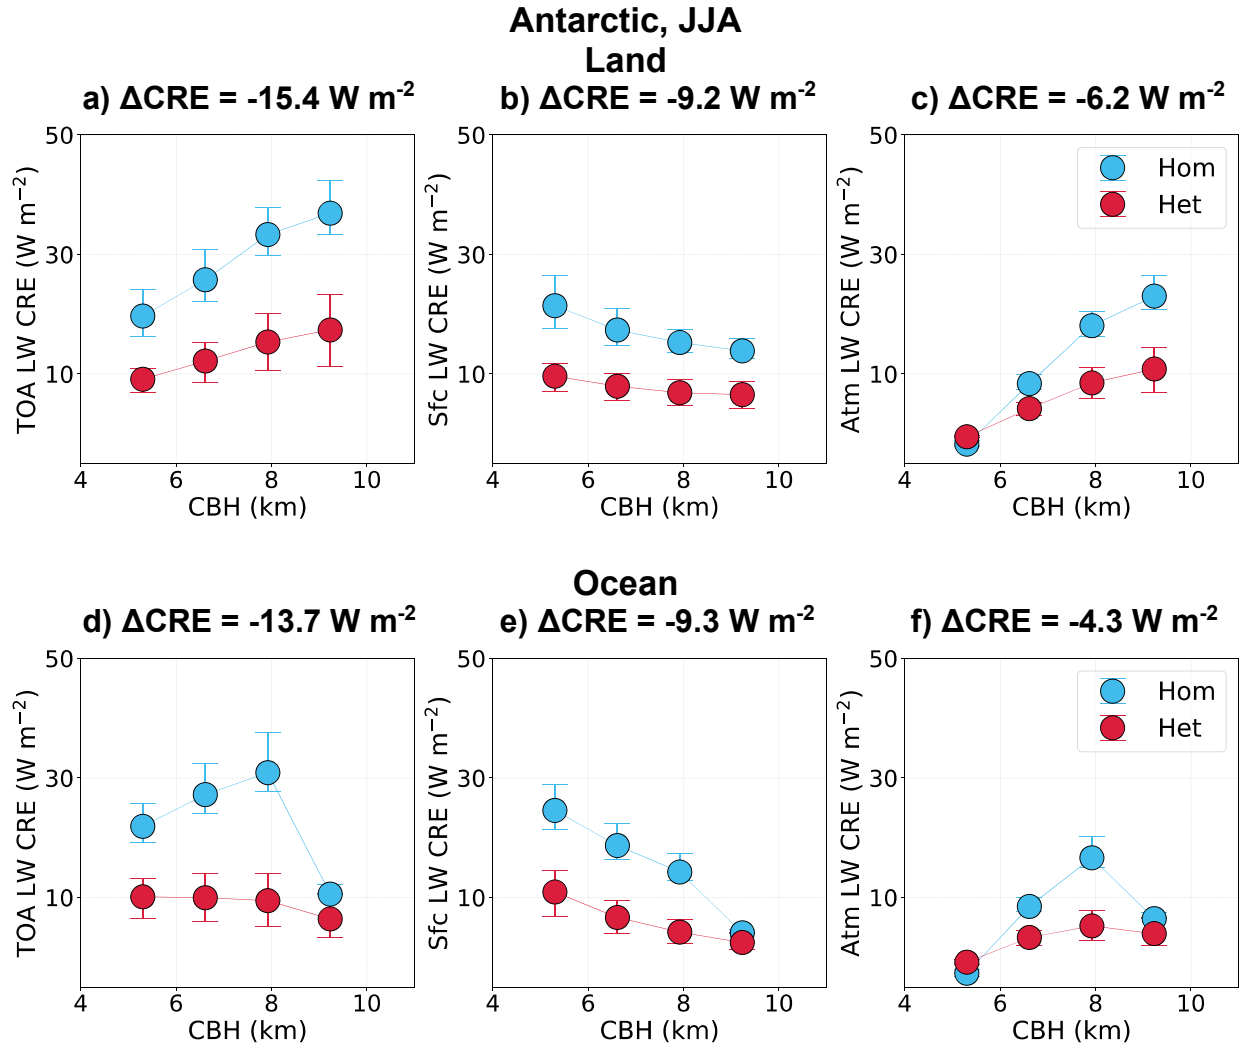 Antarctic, JJA
Land
a) ΔCRE = -15.4 W m⁻²
b) ΔCRE = -9.2 W m⁻²
c) ΔCRE = -6.2 W m⁻²
50
30
10
TOA LW CRE (W m⁻²)
4 6 8 10
CBH (km)
50
30
10
Sfc LW CRE (W m⁻²)
4 6 8 10
CBH (km)
50
30
10
Atm LW CRE (W m⁻²)
Hom
Het
4 6 8 10
CBH (km)
Ocean
d) ΔCRE = -13.7 W m⁻²
e) ΔCRE = -9.3 W m⁻²
f) ΔCRE = -4.3 W m⁻²
50
30
10
TOA LW CRE (W m⁻²)
4 6 8 10
CBH (km)
50
30
10
Sfc LW CRE (W m⁻²)
4 6 8 10
CBH (km)
50
30
10
Atm LW CRE (W m⁻²)
Hom
Het
4 6 8 10
CBH (km)